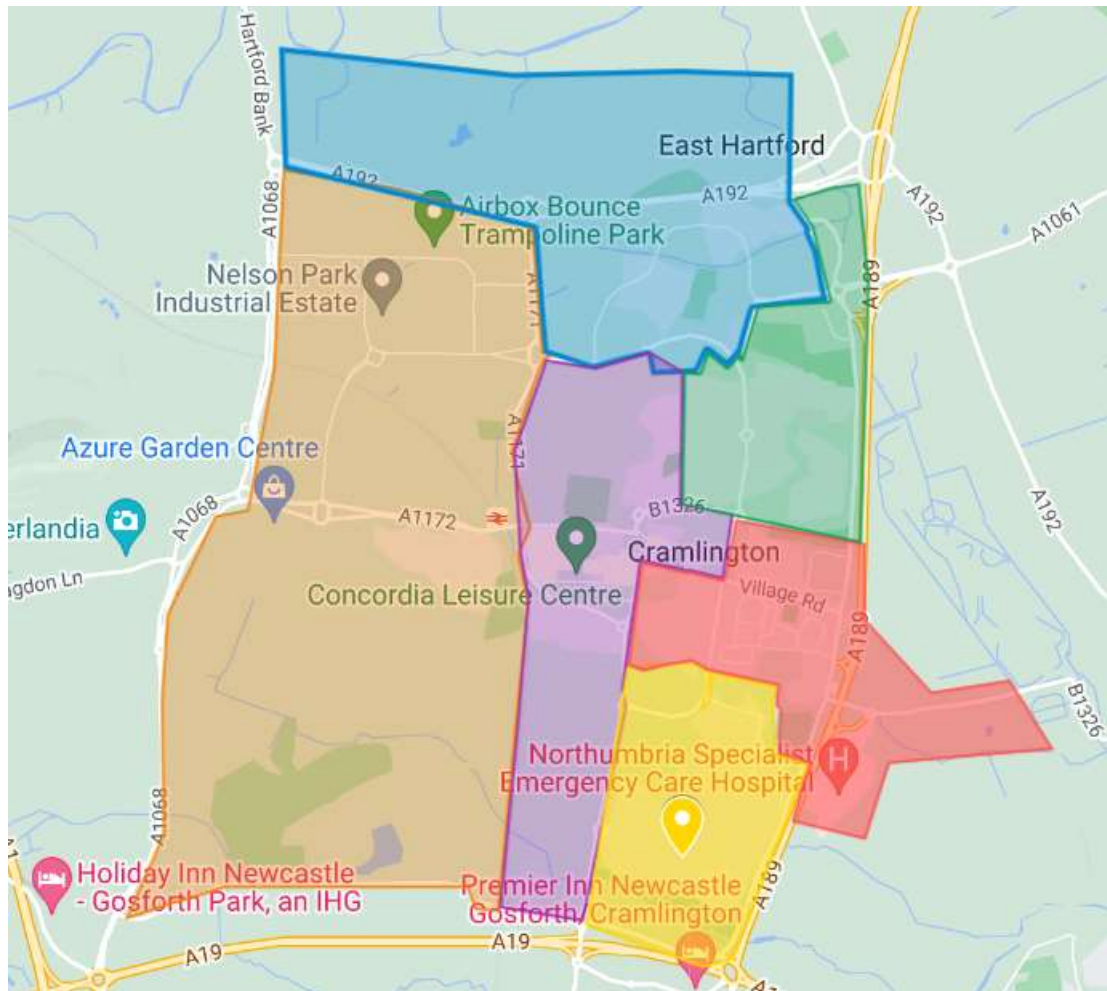 Hartford Bank
East Hartford
A192
A192
A192
A1068
A1061
Airbox Bounce
Trampoline Park
A189
Nelson Park
Industrial Estate
A1171
Azure Garden Centre
A1171
A1068
A192
erlandia
A1172
B1326
Cramlington
agdon Ln
Concordia Leisure Centre
Village Rd
A189
B1326
Northumbria Specialist
Emergency Care Hospital
H
A1068
Holiday Inn Newcastle
- Gosforth Park, an IHG
Premier Inn Newcastle
Gosforth, Cramlington
A189
A19
A19